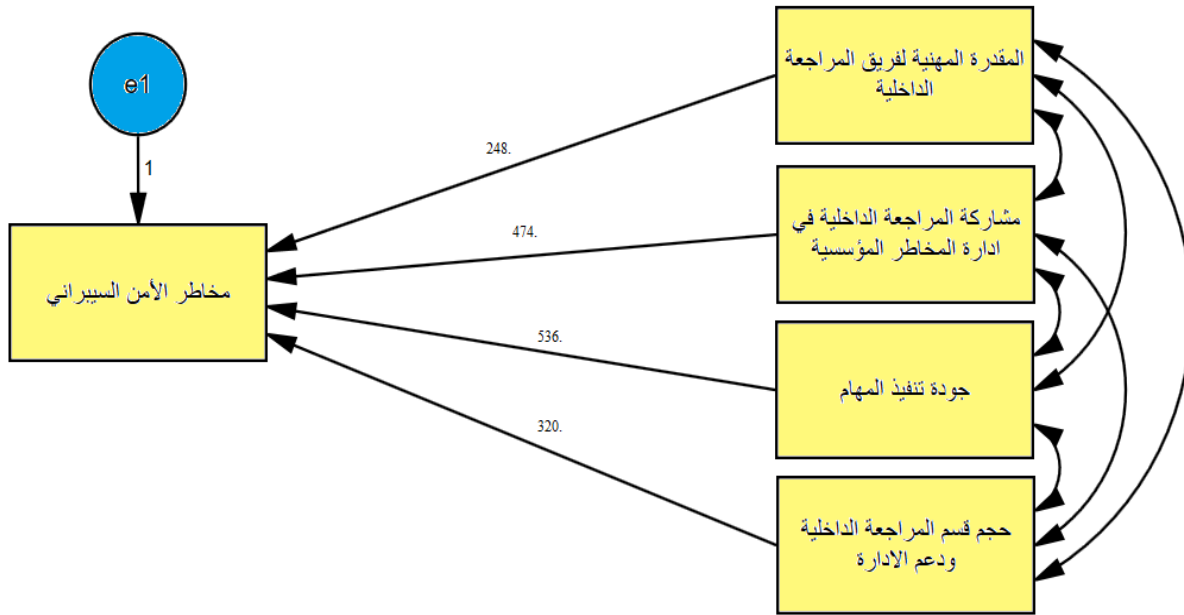 e1
1
مخاطر الأمن السيبراني
248.
474.
536.
320.
المقدرة المهنية لفريق المراجعة
الداخلية
مشاركة المراجعة الداخلية في
ادارة المخاطر المؤسسية
جودة تنفيذ المهام
حجم قسم المراجعة الداخلية
ودعم الادارة